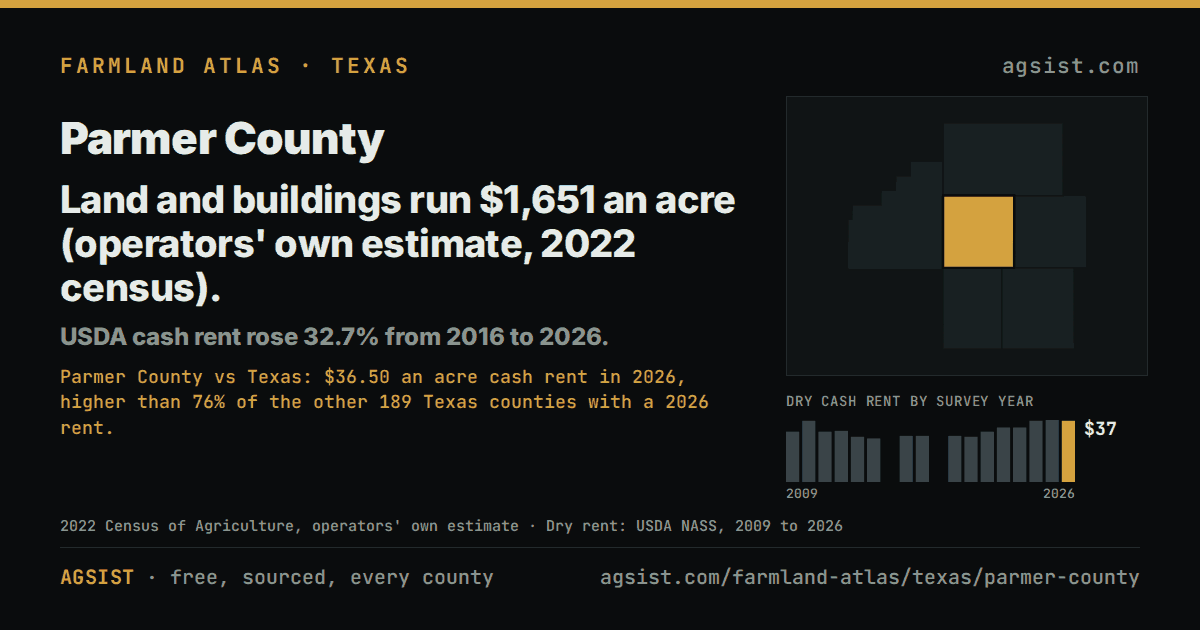 FARMLAND ATLAS · TEXAS
agsist.com
Parmer County
Land and buildings run $1,651 an acre
(operators' own estimate, 2022
census).
USDA cash rent rose 32.7% from 2016 to 2026.
Parmer County vs Texas: $36.50 an acre cash rent in 2026,
higher than 76% of the other 189 Texas counties with a 2026
rent.
DRY CASH RENT BY SURVEY YEAR
$37
2009
2026
2022 Census of Agriculture, operators' own estimate · Dry rent: USDA NASS, 2009 to 2026
AGSIST · free, sourced, every county
agsist.com/farmland-atlas/texas/parmer-county